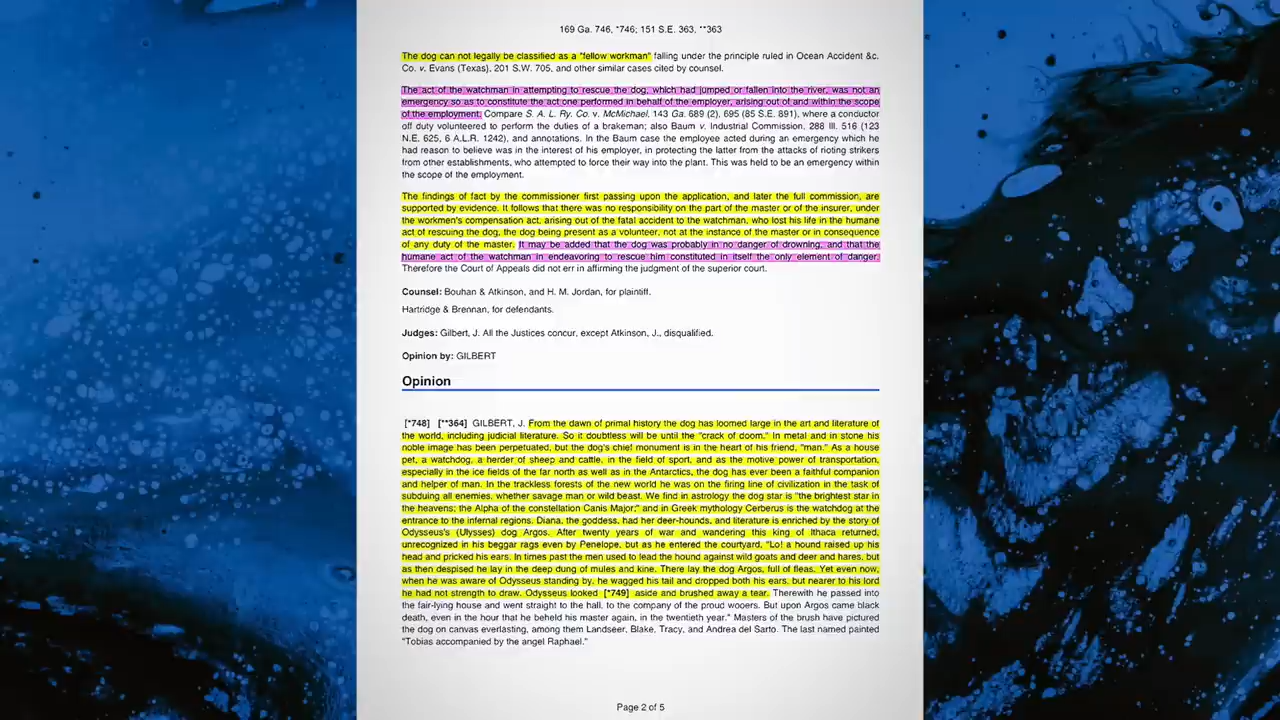 169 Ga. 746, *746; 151 S.E. 363, **363
The dog can not legally be classified as a "fellow workman" falling under the principle ruled in Ocean Accident &c.
Co. v. Evans (Texas), 201 S.W. 705, and other similar cases cited by counsel.
The act of the watchman in attempting to rescue the dog, which had jumped or fallen into the river, was not an
emergency so as to constitute the act one performed in behalf of the employer, arising out of and within the scope
of the employment. Compare S. A. L. Ry. Co. v. McMichael, 143 Ga. 689 (2), 695 (85 S.E. 891), where a conductor
off duty volunteered to perform the duties of a brakeman; also Baum v. Industrial Commission, 288 Ill. 516 (123
N.E. 625, 6 A.L.R. 1242), and annotations. In the Baum case the employee acted during an emergency which he
had reason to believe was in the interest of his employer, in protecting the latter from the attacks of rioting strikers
from other establishments, who attempted to force their way into the plant. This was held to be an emergency within
the scope of the employment.
The findings of fact by the commissioner first passing upon the application, and later the full commission, are
supported by evidence. It follows that there was no responsibility on the part of the master or of the insurer, under
the workmen's compensation act, arising out of the fatal accident to the watchman, who lost his life in the humane
act of rescuing the dog, the dog being present as a volunteer, not at the instance of the master or in consequence
of any duty of the master. It may be added that the dog was probably in no danger of drowning, and that the
humane act of the watchman in endeavoring to rescue him constituted in itself the only element of danger.
Therefore the Court of Appeals did not err in affirming the judgment of the superior court.
Counsel: Bouhan & Atkinson, and H. M. Jordan, for plaintiff.
Hartridge & Brennan, for defendants.
Judges: Gilbert, J. All the Justices concur, except Atkinson, J., disqualified.
Opinion by: GILBERT
Opinion
[*748] [**364] GILBERT, J. From the dawn of primal history the dog has loomed large in the art and literature of
the world, including judicial literature. So it doubtless will be until the "crack of doom." In metal and in stone his
noble image has been perpetuated, but the dog's chief monument is in the heart of his friend, "man." As a house
pet, a watchdog, a herder of sheep and cattle, in the field of sport, and as the motive power of transportation,
especially in the ice fields of the far north as well as in the Antarctics, the dog has ever been a faithful companion
and helper of man. In the trackless forests of the new world he was on the firing line of civilization in the task of
subduing all enemies, whether savage man or wild beast. We find in astrology the dog star is "the brightest star in
the heavens; the Alpha of the constellation Canis Major;" and in Greek mythology Cerberus is the watchdog at the
entrance to the infernal regions. Diana, the goddess, had her deer-hounds, and literature is enriched by the story of
Odysseus's (Ulysses) dog Argos. After twenty years of war and wandering this king of Ithaca returned,
unrecognized in his beggar rags even by Penelope, but as he entered the courtyard, "Lo! a hound raised up his
head and pricked his ears. In times past the men used to lead the hound against wild goats and deer and hares, but
as then despised he lay in the deep dung of mules and kine. There lay the dog Argos, full of fleas. Yet even now,
when he was aware of Odysseus standing by, he wagged his tail and dropped both his ears, but nearer to his lord
he had not strength to draw. Odysseus looked [*749] aside and brushed away a tear. Therewith he passed into
the fair-lying house and went straight to the hall, to the company of the proud wooers. But upon Argos came black
death, even in the hour that he beheld his master again, in the twentieth year." Masters of the brush have pictured
the dog on canvas everlasting, among them Landseer, Blake, Tracy, and Andrea del Sarto. The last named painted
"Tobias accompanied by the angel Raphael."
Page 2 of 5